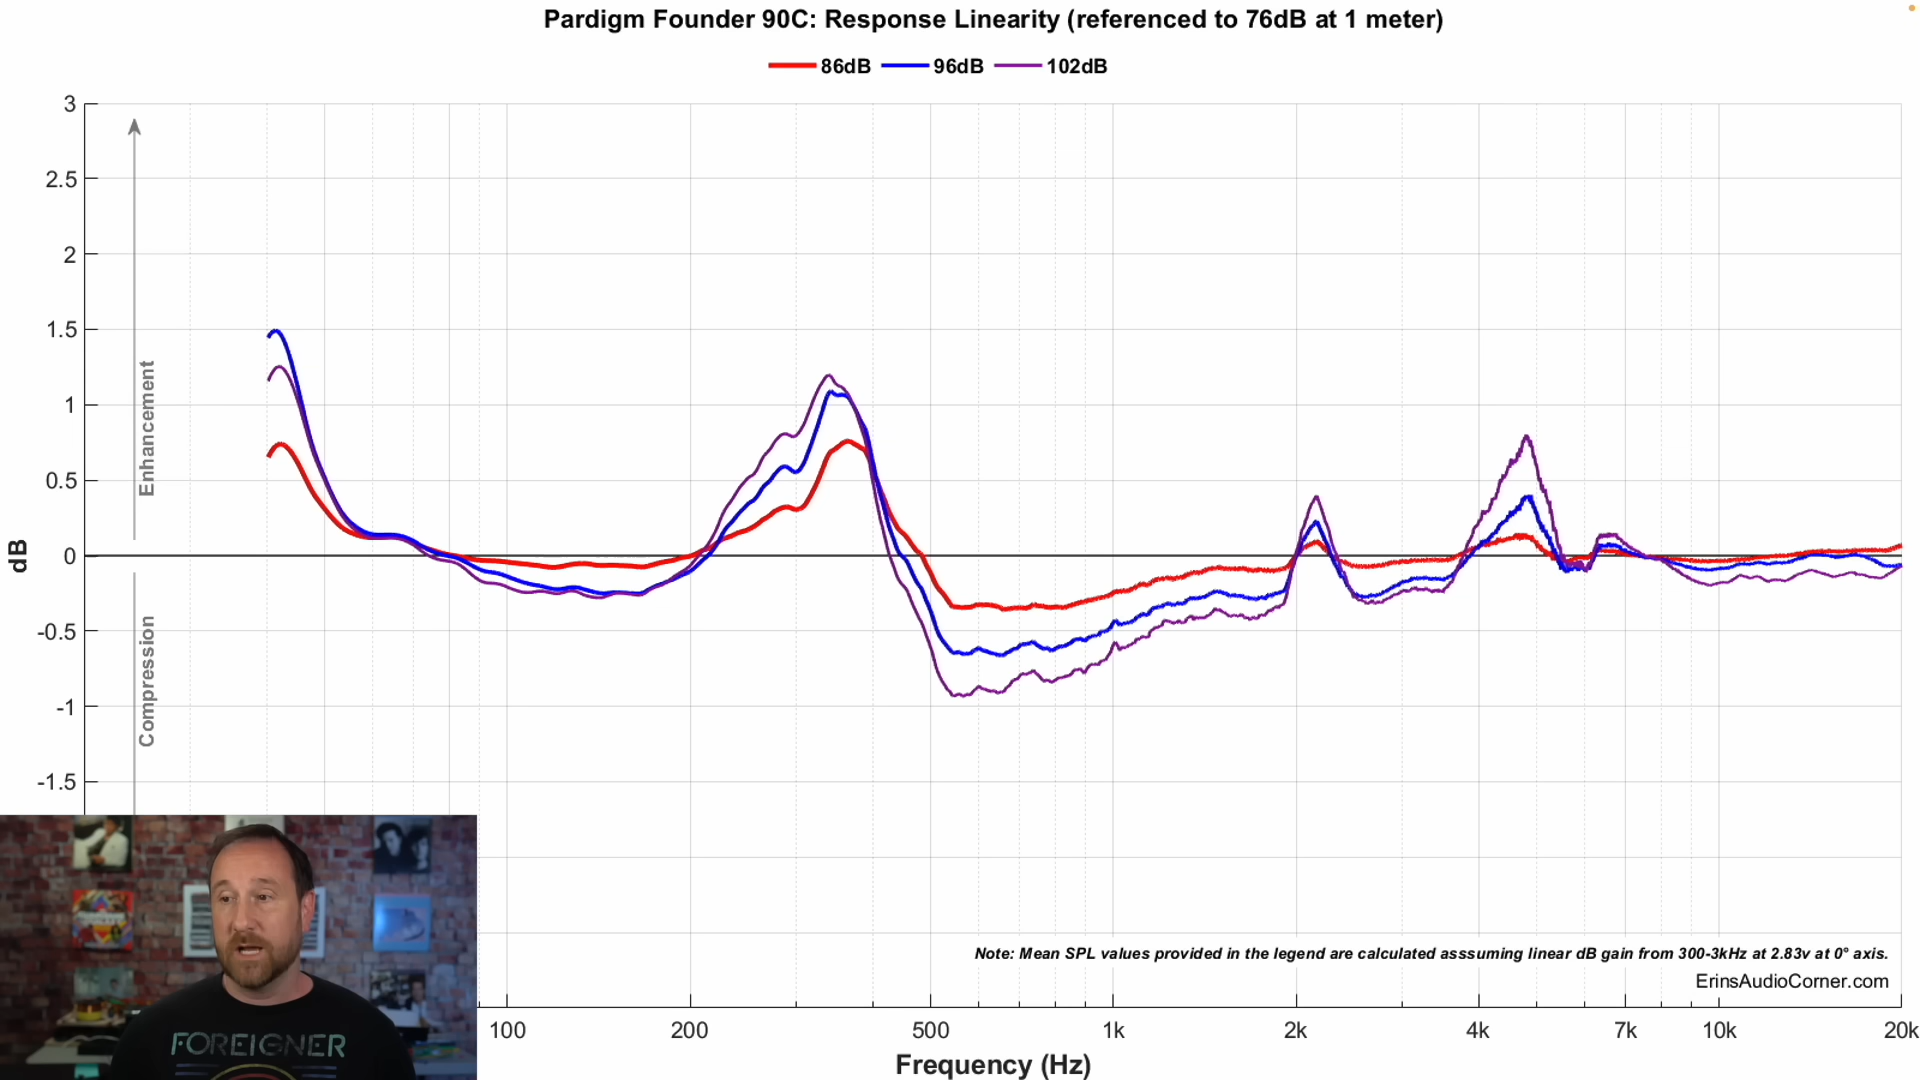 Pardigm Founder 90C: Response Linearity (referenced to 76dB at 1 meter)
86dB 96dB 102dB
3
2.5
2
1.5
1
0.5
0
-0.5
-1
-1.5
dB
Enhancement
Compression
Note: Mean SPL values provided in the legend are calculated asssuming linear dB gain from 300-3kHz at 2.83v at 0° axis.
ErinsAudioCorner.com
100 200 500 1k 2k 4k 7k 10k 20k
Frequency (Hz)
FOREIGNER